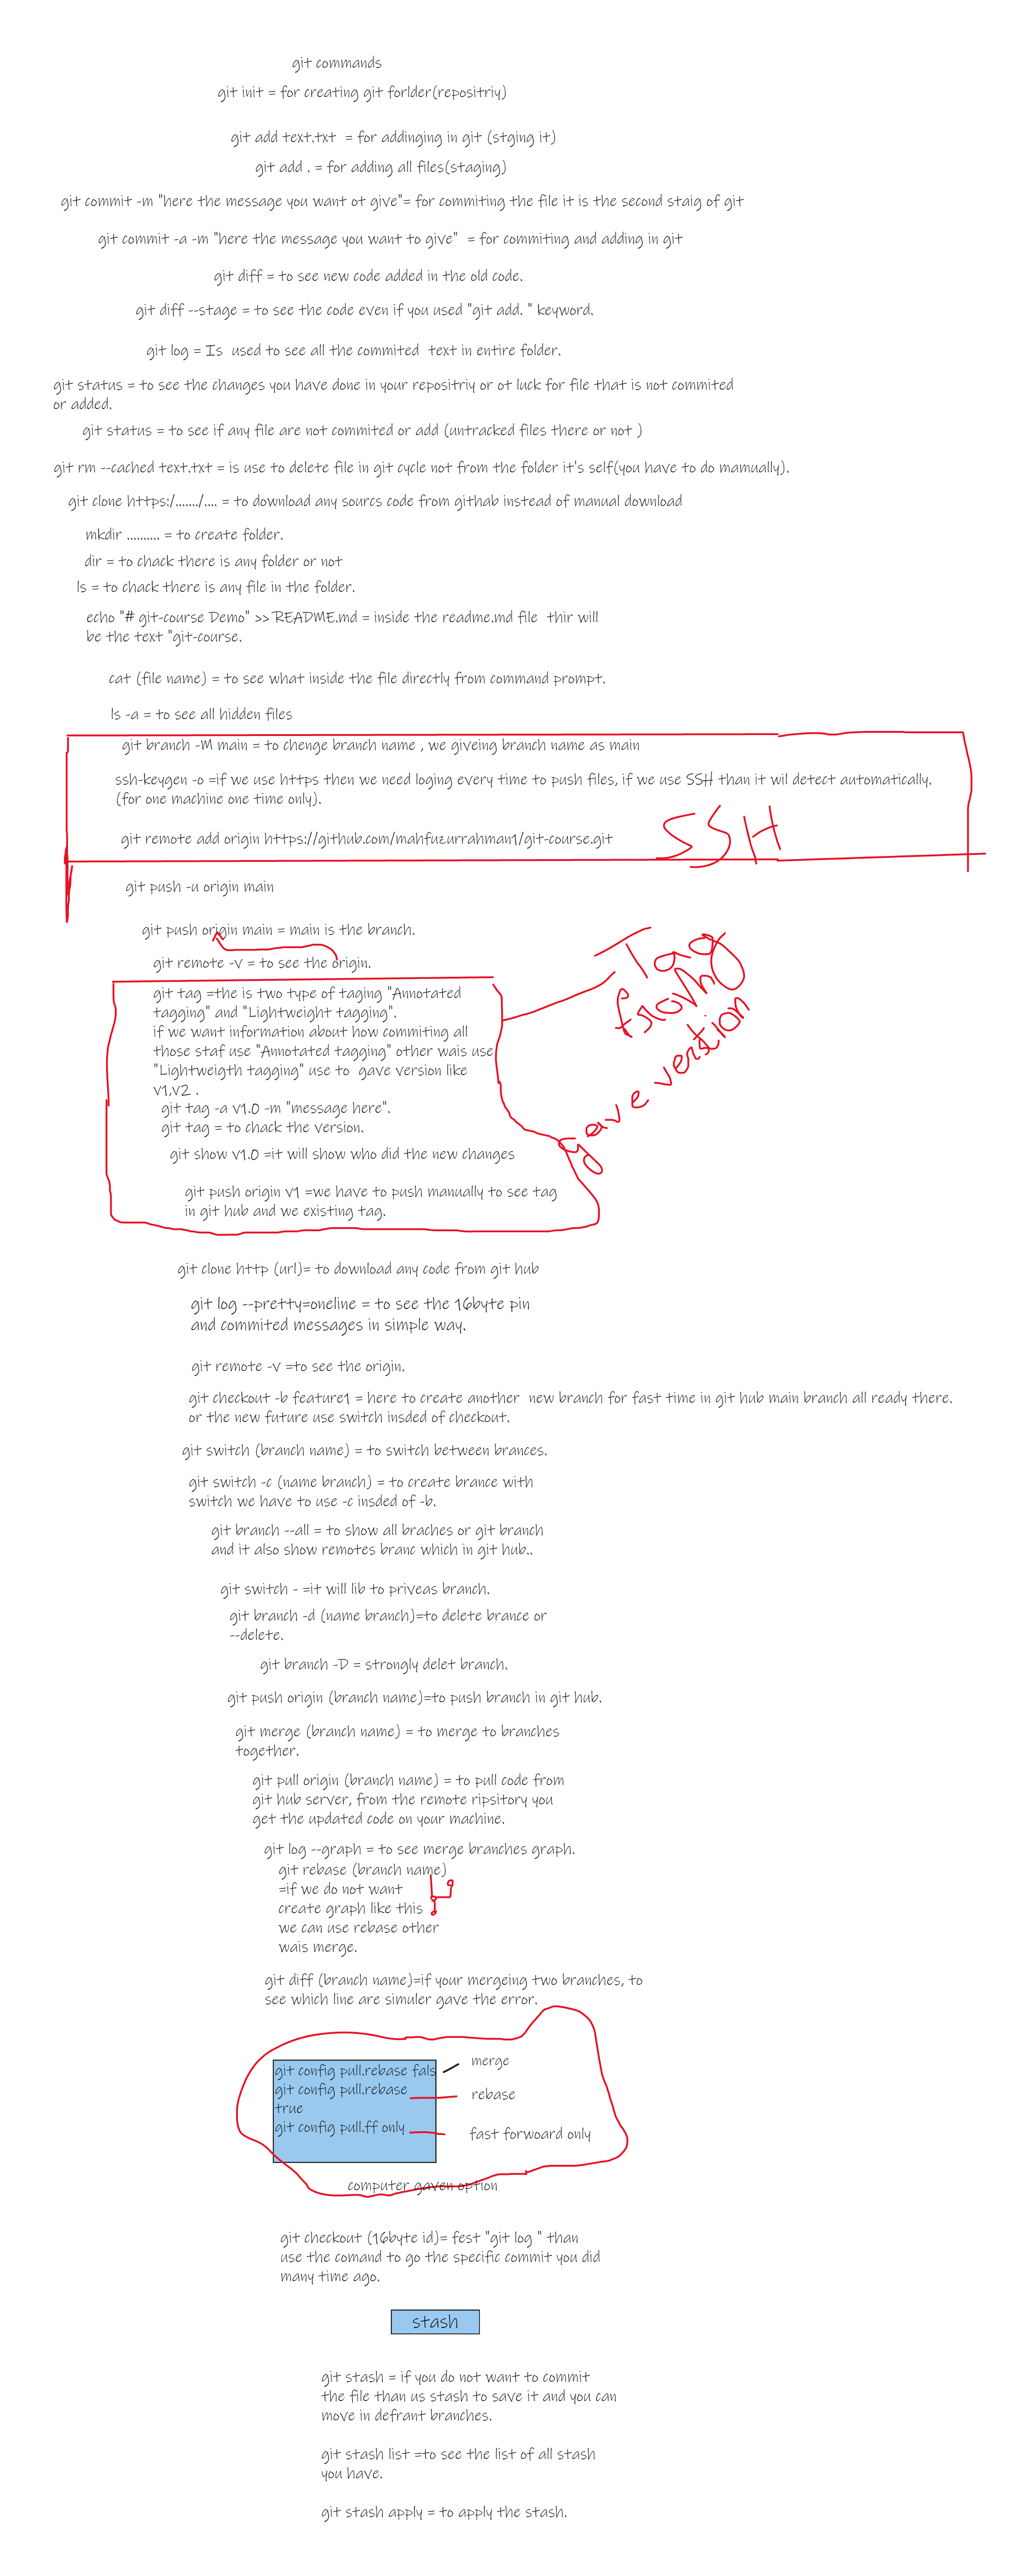 git commands
git init = for creating git forlder(repositriy)
git add text.txt = for addinging in git (stging it)
git add . = for adding all files(staging)
git commit -m "here the message you want ot give"= for commiting the file it is the second staig of git
git commit -a -m "here the message you want to give" = for commiting and adding in git
git diff = to see new code added in the old code.
git diff --stage = to see the code even if you used "git add. " keyword.
git log = Is used to see all the commited text in entire folder.
git status = to see the changes you have done in your repositriy or ot luck for file that is not commited
or added.
git status = to see if any file are not commited or add (untracked files there or not )
git rm --cached text.txt = is use to delete file in git cycle not from the folder it's self(you have to do mamually).
git clone https:/......./.... = to download any sourcs code from githab instead of manual download
mkdir .......... = to create folder.
dir = to chack there is any folder or not
ls = to chack there is any file in the folder.
echo "# git-course Demo" >> README.md = inside the readme.md file thir will
be the text "git-course.
cat (file name) = to see what inside the file directly from command prompt.
ls -a = to see all hidden files
git branch -M main = to chenge branch name , we giveing branch name as main
ssh-keygen -o =if we use https then we need loging every time to push files, if we use SSH than it wil detect automatically.
(for one machine one time only).
git remote add origin https://github.com/mahfuzurrahman1/git-course.git
SSH
git push -u origin main
git push origin main = main is the branch.
git remote -v = to see the origin.
Tag
gave version
git tag =the is two type of taging "Annotated
tagging" and "Lightweight tagging".
if we want information about how commiting all
those staf use "Annotated tagging" other wais use
"Lightweigth tagging" use to gave version like
v1,v2 .
git tag -a v1.0 -m "message here".
git tag = to chack the version.
git show v1.0 =it will show who did the new changes
git push origin v1 =we have to push manually to see tag
in git hub and we existing tag.
git clone http (url)= to download any code from git hub
git log --pretty=oneline = to see the 16byte pin
and commited messages in simple way.
git remote -v =to see the origin.
git checkout -b feature1 = here to create another new branch for fast time in git hub main branch all ready there.
or the new future use switch insded of checkout.
git switch (branch name) = to switch between brances.
git switch -c (name branch) = to create brance with
switch we have to use -c insded of -b.
git branch --all = to show all braches or git branch
and it also show remotes branc which in git hub..
git switch - =it will lib to priveas branch.
git branch -d (name branch)=to delete brance or
--delete.
git branch -D = strongly delet branch.
git push origin (branch name)=to push branch in git hub.
git merge (branch name) = to merge to branches
together.
git pull origin (branch name) = to pull code from
git hub server, from the remote ripsitory you
get the updated code on your machine.
git log --graph = to see merge branches graph.
git rebase (branch name)
=if we do not want
create graph like this
we can use rebase other
wais merge.
git diff (branch name)=if your mergeing two branches, to
see which line are simuler gave the error.
git config pull.rebase fals
merge
git config pull.rebase
true
rebase
git config pull.ff only
fast forwoard only
computer gaven option
git checkout (16byte id)= fest "git log " than
use the comand to go the specific commit you did
many time ago.
stash
git stash = if you do not want to commit
the file than us stash to save it and you can
move in defrant branches.
git stash list =to see the list of all stash
you have.
git stash apply = to apply the stash.